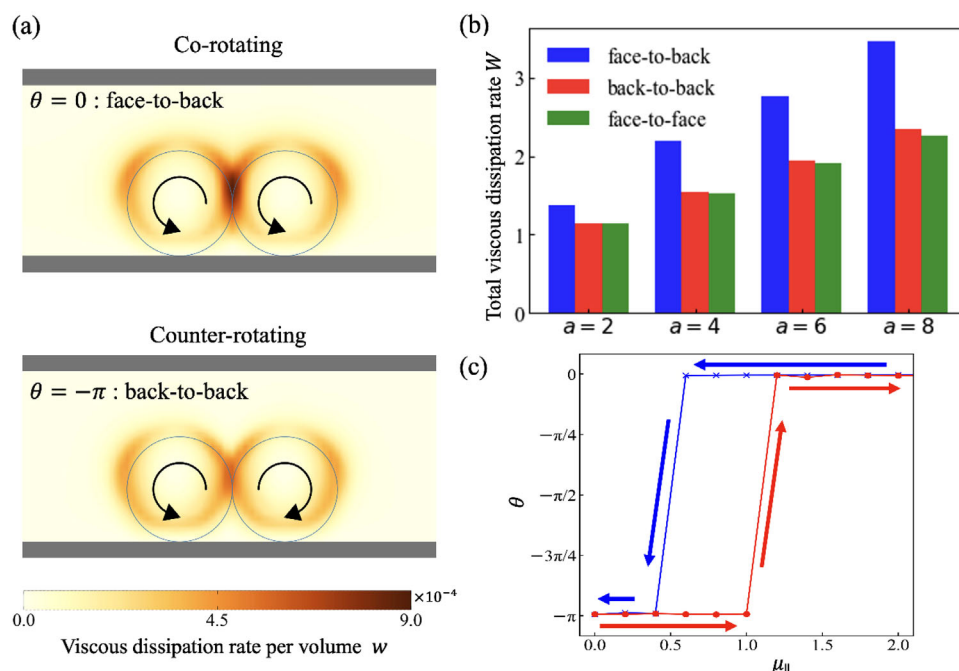 (a)
Co-rotating
θ = 0 : face-to-back
Counter-rotating
θ = −π : back-to-back
0.0 4.5 9.0 ×10⁻⁴
Viscous dissipation rate per volume w
(b)
Total viscous dissipation rate W
3
2
1
0
face-to-back
back-to-back
face-to-face
a = 2 a = 4 a = 6 a = 8
(c)
θ
0
−π/4
−π/2
−3π/4
−π
0.0 0.5 1.0 1.5 2.0
μ||